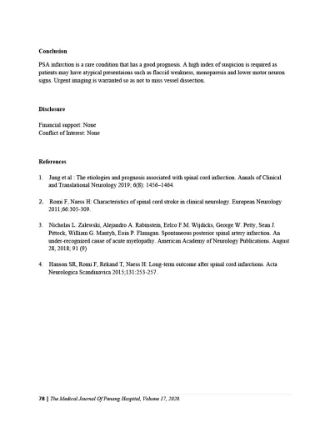 Conclusion
PSA infarction is a rare condition that has a good prognosis. A high index of suspicion is required as
patients may have atypical presentaions such as flaccid weakness, monoparesis and lower motor neuron
signs. Urgent imaging is warranted so as not to miss vessel dissection.
Disclosure
Financial support: None
Conflict of Interest: None
References
1. Jung et al : The etiologies and prognosis associated with spinal cord infarction. Annals of Clinical
and Translational Neurology 2019; 6(8): 1456–1464.
2. Romi F, Naess H: Characteristics of spinal cord stroke in clinical neurology. European Neurology
2011;66:305-309.
3. Nicholas L. Zalewski, Alejandro A. Rabinstein, Eelco F.M. Wijdicks, George W. Petty, Sean J.
Pittock, William G. Mantyh, Eoin P. Flanagan. Spontaneous posterior spinal artery infarction. An
under-recognized cause of acute myelopathy. American Academy of Neurology Publications. August
28, 2018; 91 (9)
4. Hanson SR, Romi F, Rekand T, Naess H: Long-term outcome after spinal cord infarctions. Acta
Neurologica Scandinavica 2015;131:253-257.
78 | The Medical Journal Of Penang Hospital, Volume 17, 2020.